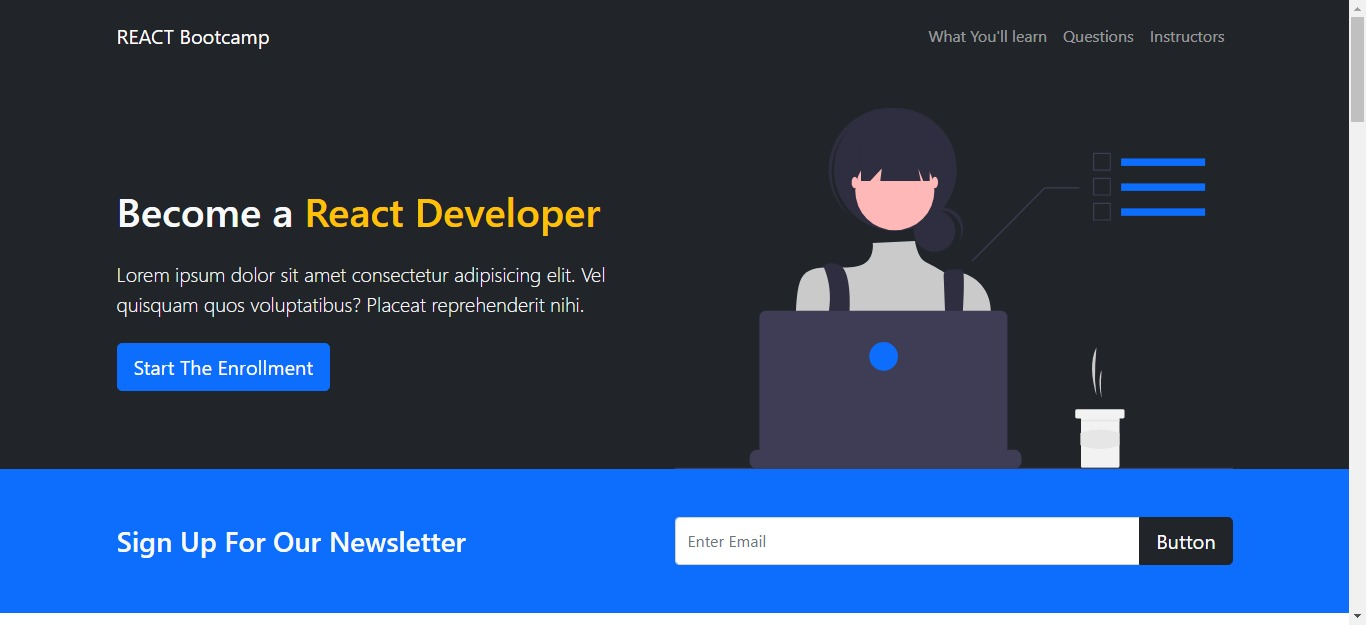 REACT Bootcamp
What You'll learn Questions Instructors
Become a React Developer
Lorem ipsum dolor sit amet consectetur adipisicing elit. Vel
quisquam quos voluptatibus? Placeat reprehenderit nihi.
Start The Enrollment
Sign Up For Our Newsletter
Enter Email
Button